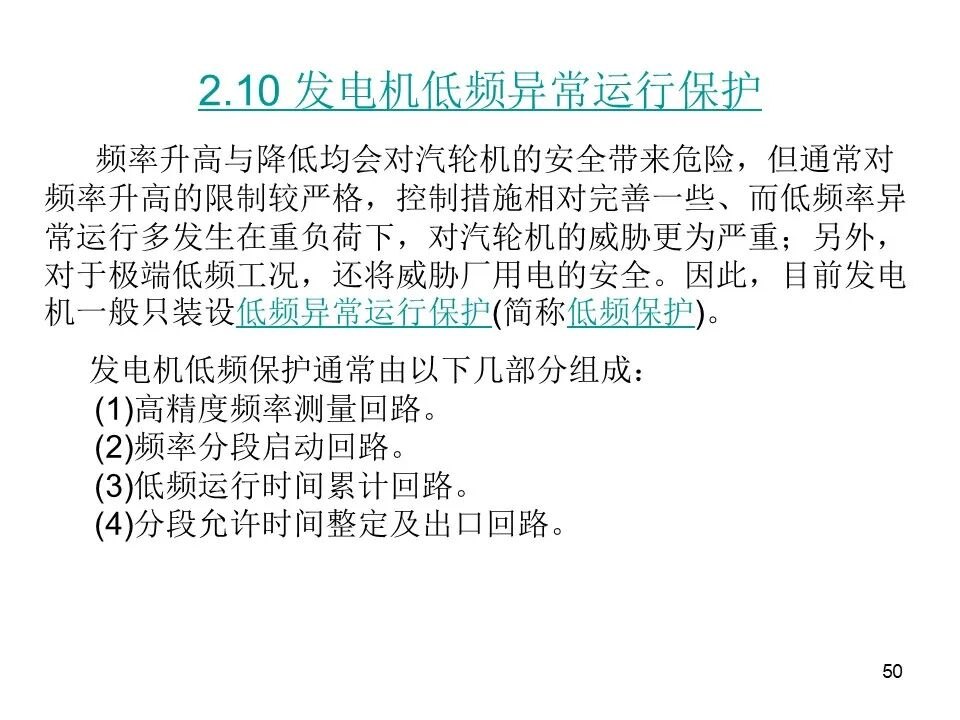 2.10 发电机低频异常运行保护
频率升高与降低均会对汽轮机的安全带来危险，但通常对
频率升高的限制较严格，控制措施相对完善一些、而低频率异
常运行多发生在重负荷下，对汽轮机的威胁更为严重；另外，
对于极端低频工况，还将威胁厂用电的安全。因此，目前发电
机一般只装设低频异常运行保护(简称低频保护)。
发电机低频保护通常由以下几部分组成：
(1)高精度频率测量回路。
(2)频率分段启动回路。
(3)低频运行时间累计回路。
(4)分段允许时间整定及出口回路。
50